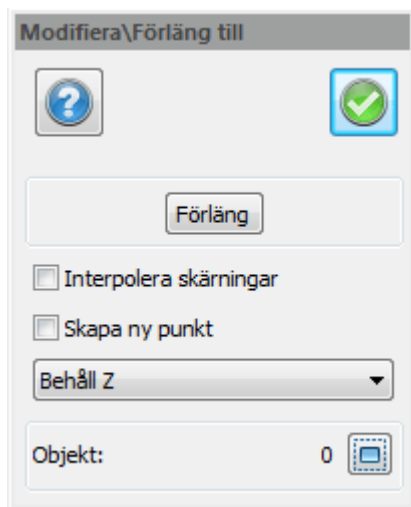 Modifiera\Förläng till
Förläng
Interpolera skärningar
Skapa ny punkt
Behåll Z
Objekt: 0